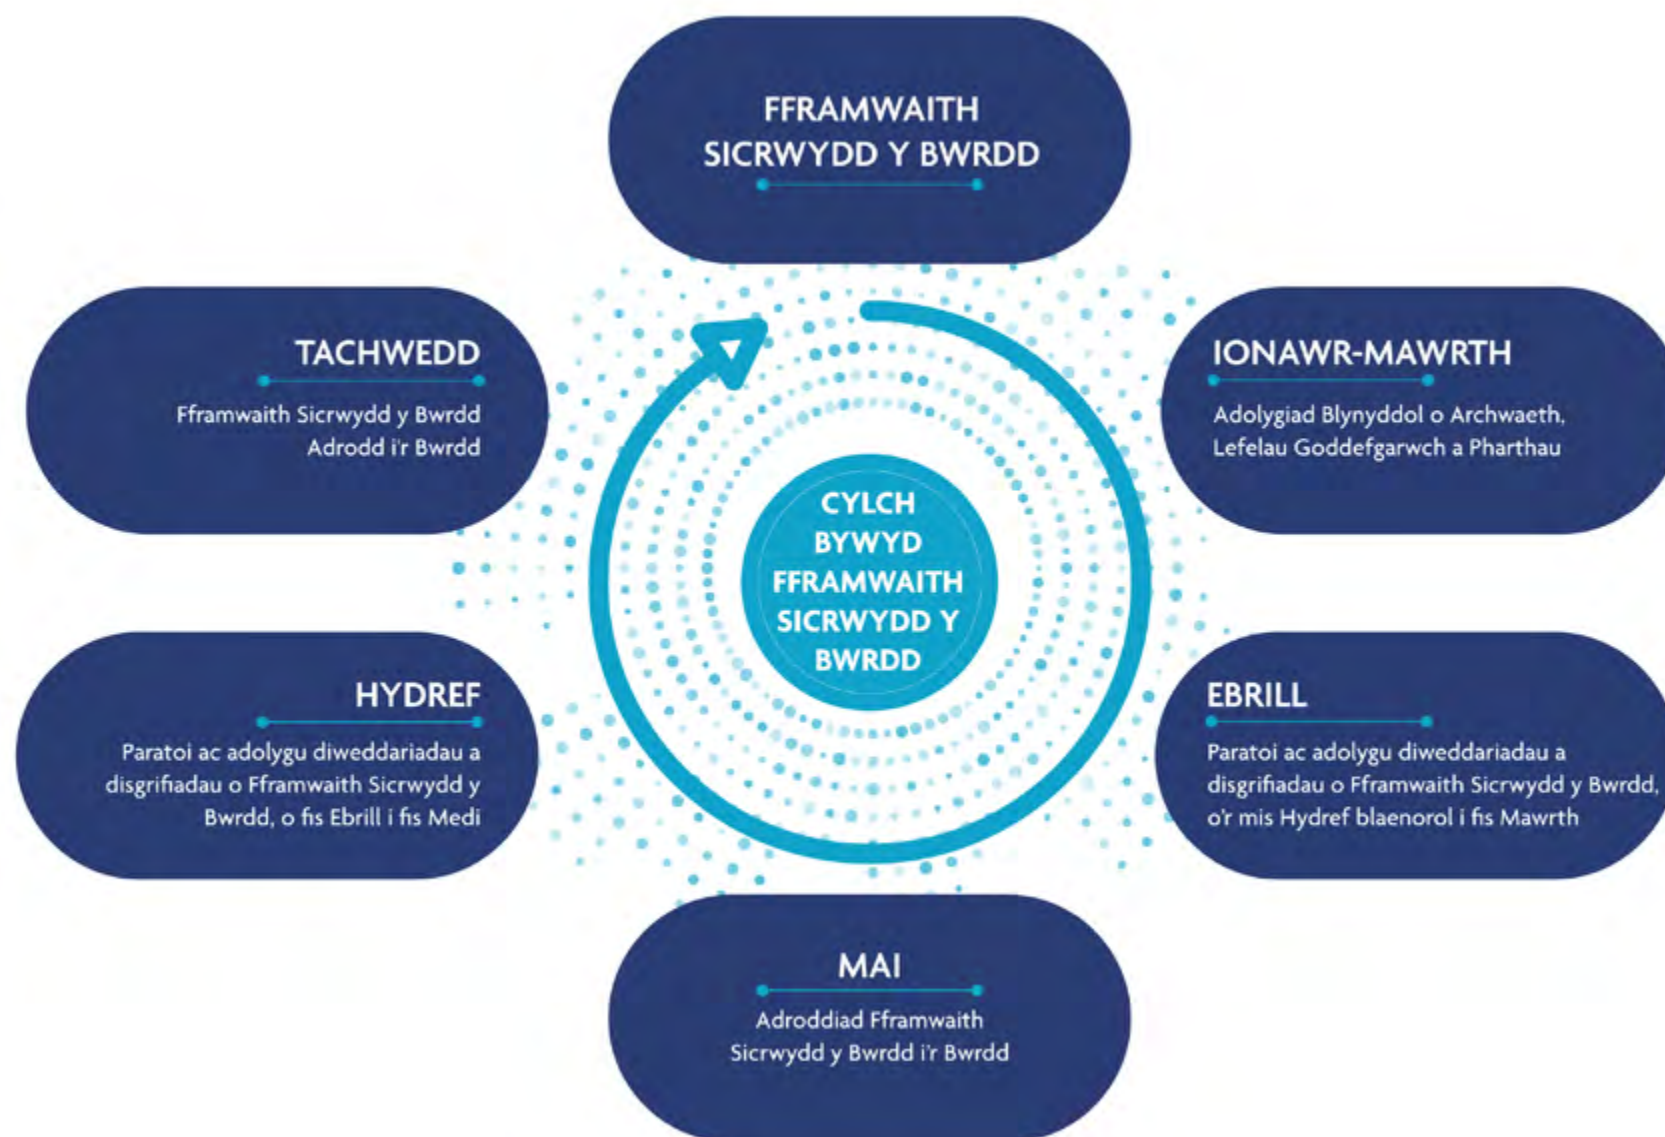 FFRAMWAITH
SICRWYDD Y BWRDD
IONAWR-MAWRTH
Adolygiad Blynyddol o Archwaeth,
Lefelau Goddefgarwch a Pharthau
EBRILL
Paratoi ac adolygu diweddariadau a
disgrifiadau o Fframwaith Sicrwydd y Bwrdd,
o'r mis Hydref blaenorol i fis Mawrth
MAI
Adroddiad Fframwaith
Sicrwydd y Bwrdd i'r Bwrdd
HYDREF
Paratoi ac adolygu diweddariadau a
disgrifiadau o Fframwaith Sicrwydd y
Bwrdd, o fis Ebrill i fis Medi
TACHWEDD
Fframwaith Sicrwydd y Bwrdd
Adrodd i'r Bwrdd
CYLCH
BYWYD
FFRAMWAITH
SICRWYDD Y
BWRDD